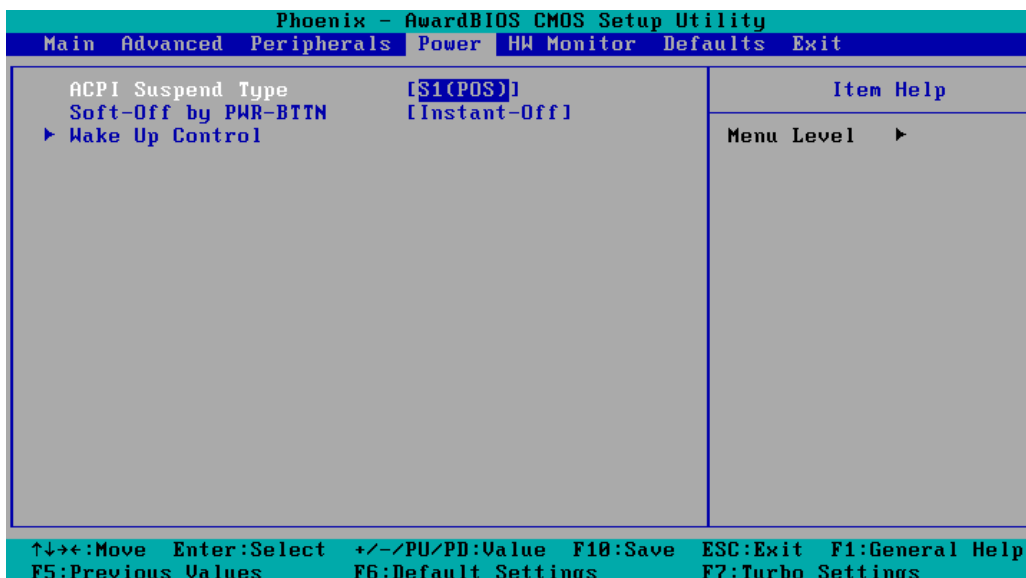 Phoenix - AwardBIOS CMOS Setup Utility
Main Advanced Peripherals Power HW Monitor Defaults Exit
ACPI Suspend Type [S1(POS)]
Soft-Off by PWR-BTTN [Instant-Off]
▶ Wake Up Control
Item Help
Menu Level ▶
↑↓→←:Move Enter:Select +/-/PU/PD:Value F10:Save ESC:Exit F1:General Help
F5:Previous Values F6:Default Settings F7:Turbo Settings